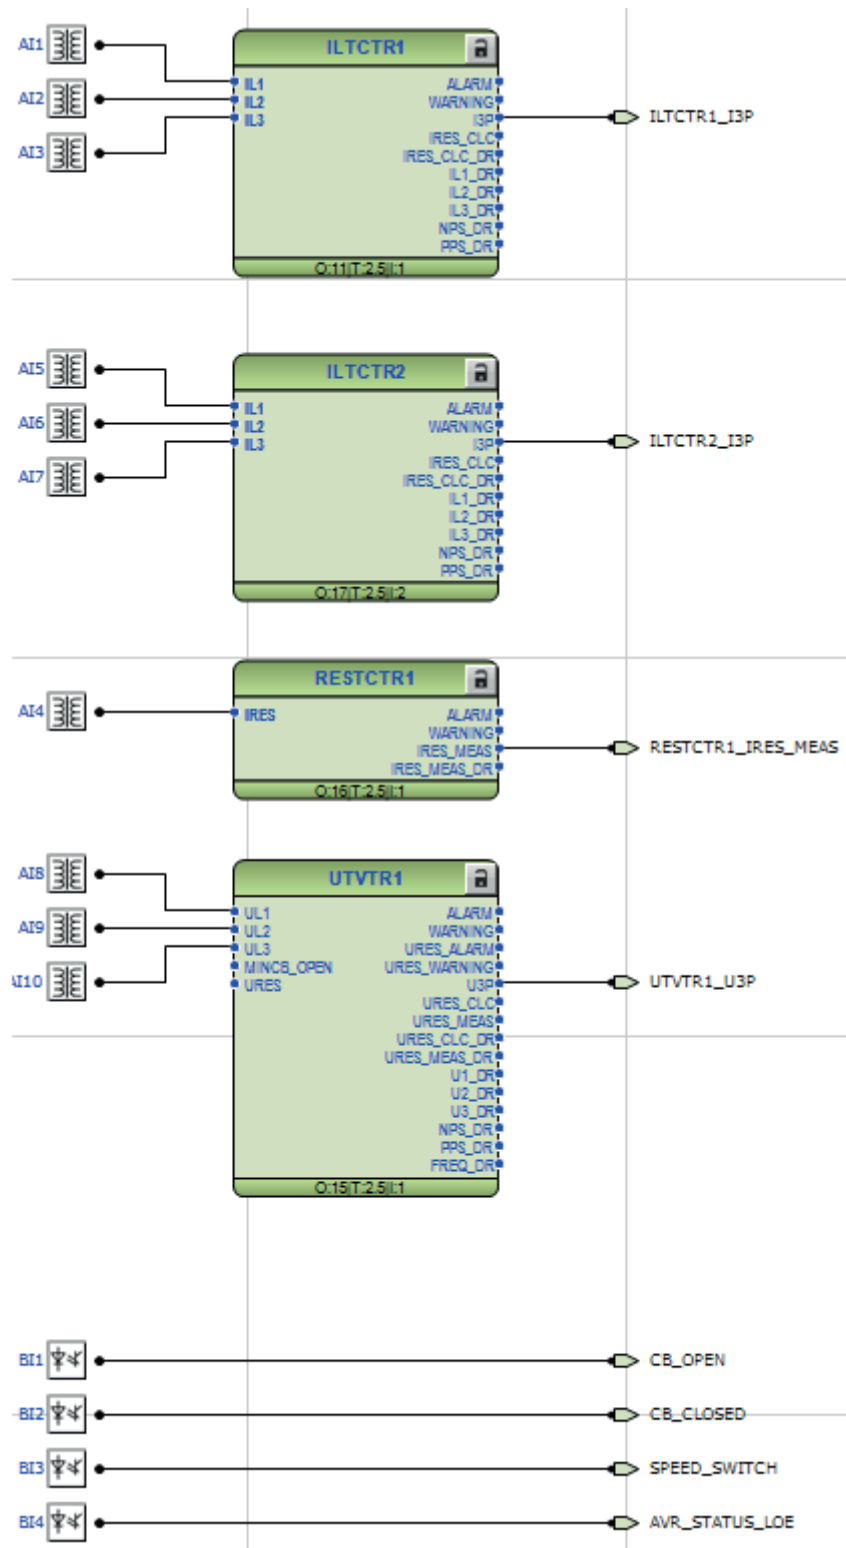 AI1
ILTCTR1
AI2
IL1
ALARM
IL2
WARNING
AI3
IL3
I3P
ILTCTR1_I3P
IRES_CLC
IRES_CLC_DR
IL1_DR
IL2_DR
IL3_DR
NPS_DR
PPS_DR
O:11|T:2.5|I:1
AI5
ILTCTR2
AI6
IL1
ALARM
IL2
WARNING
AI7
IL3
I3P
ILTCTR2_I3P
IRES_CLC
IRES_CLC_DR
IL1_DR
IL2_DR
IL3_DR
NPS_DR
PPS_DR
O:17|T:2.5|I:2
RESTCTR1
AI4
IRES
ALARM
WARNING
IRES_MEAS
RESTCTR1_IRES_MEAS
IRES_MEAS_DR
O:16|T:2.5|I:1
AI8
UTVTR1
AI9
UL1
ALARM
UL2
WARNING
UL3
URES_ALARM
MINCB_OPEN
URES_WARNING
AI10
URES
U3P
UTVTR1_U3P
URES_CLC
URES_MEAS
URES_CLC_DR
URES_MEAS_DR
U1_DR
U2_DR
U3_DR
NPS_DR
PPS_DR
FREQ_DR
O:15|T:2.5|I:1
BI1
CB_OPEN
BI2
CB_CLOSED
BI3
SPEED_SWITCH
BI4
AVR_STATUS_LOE